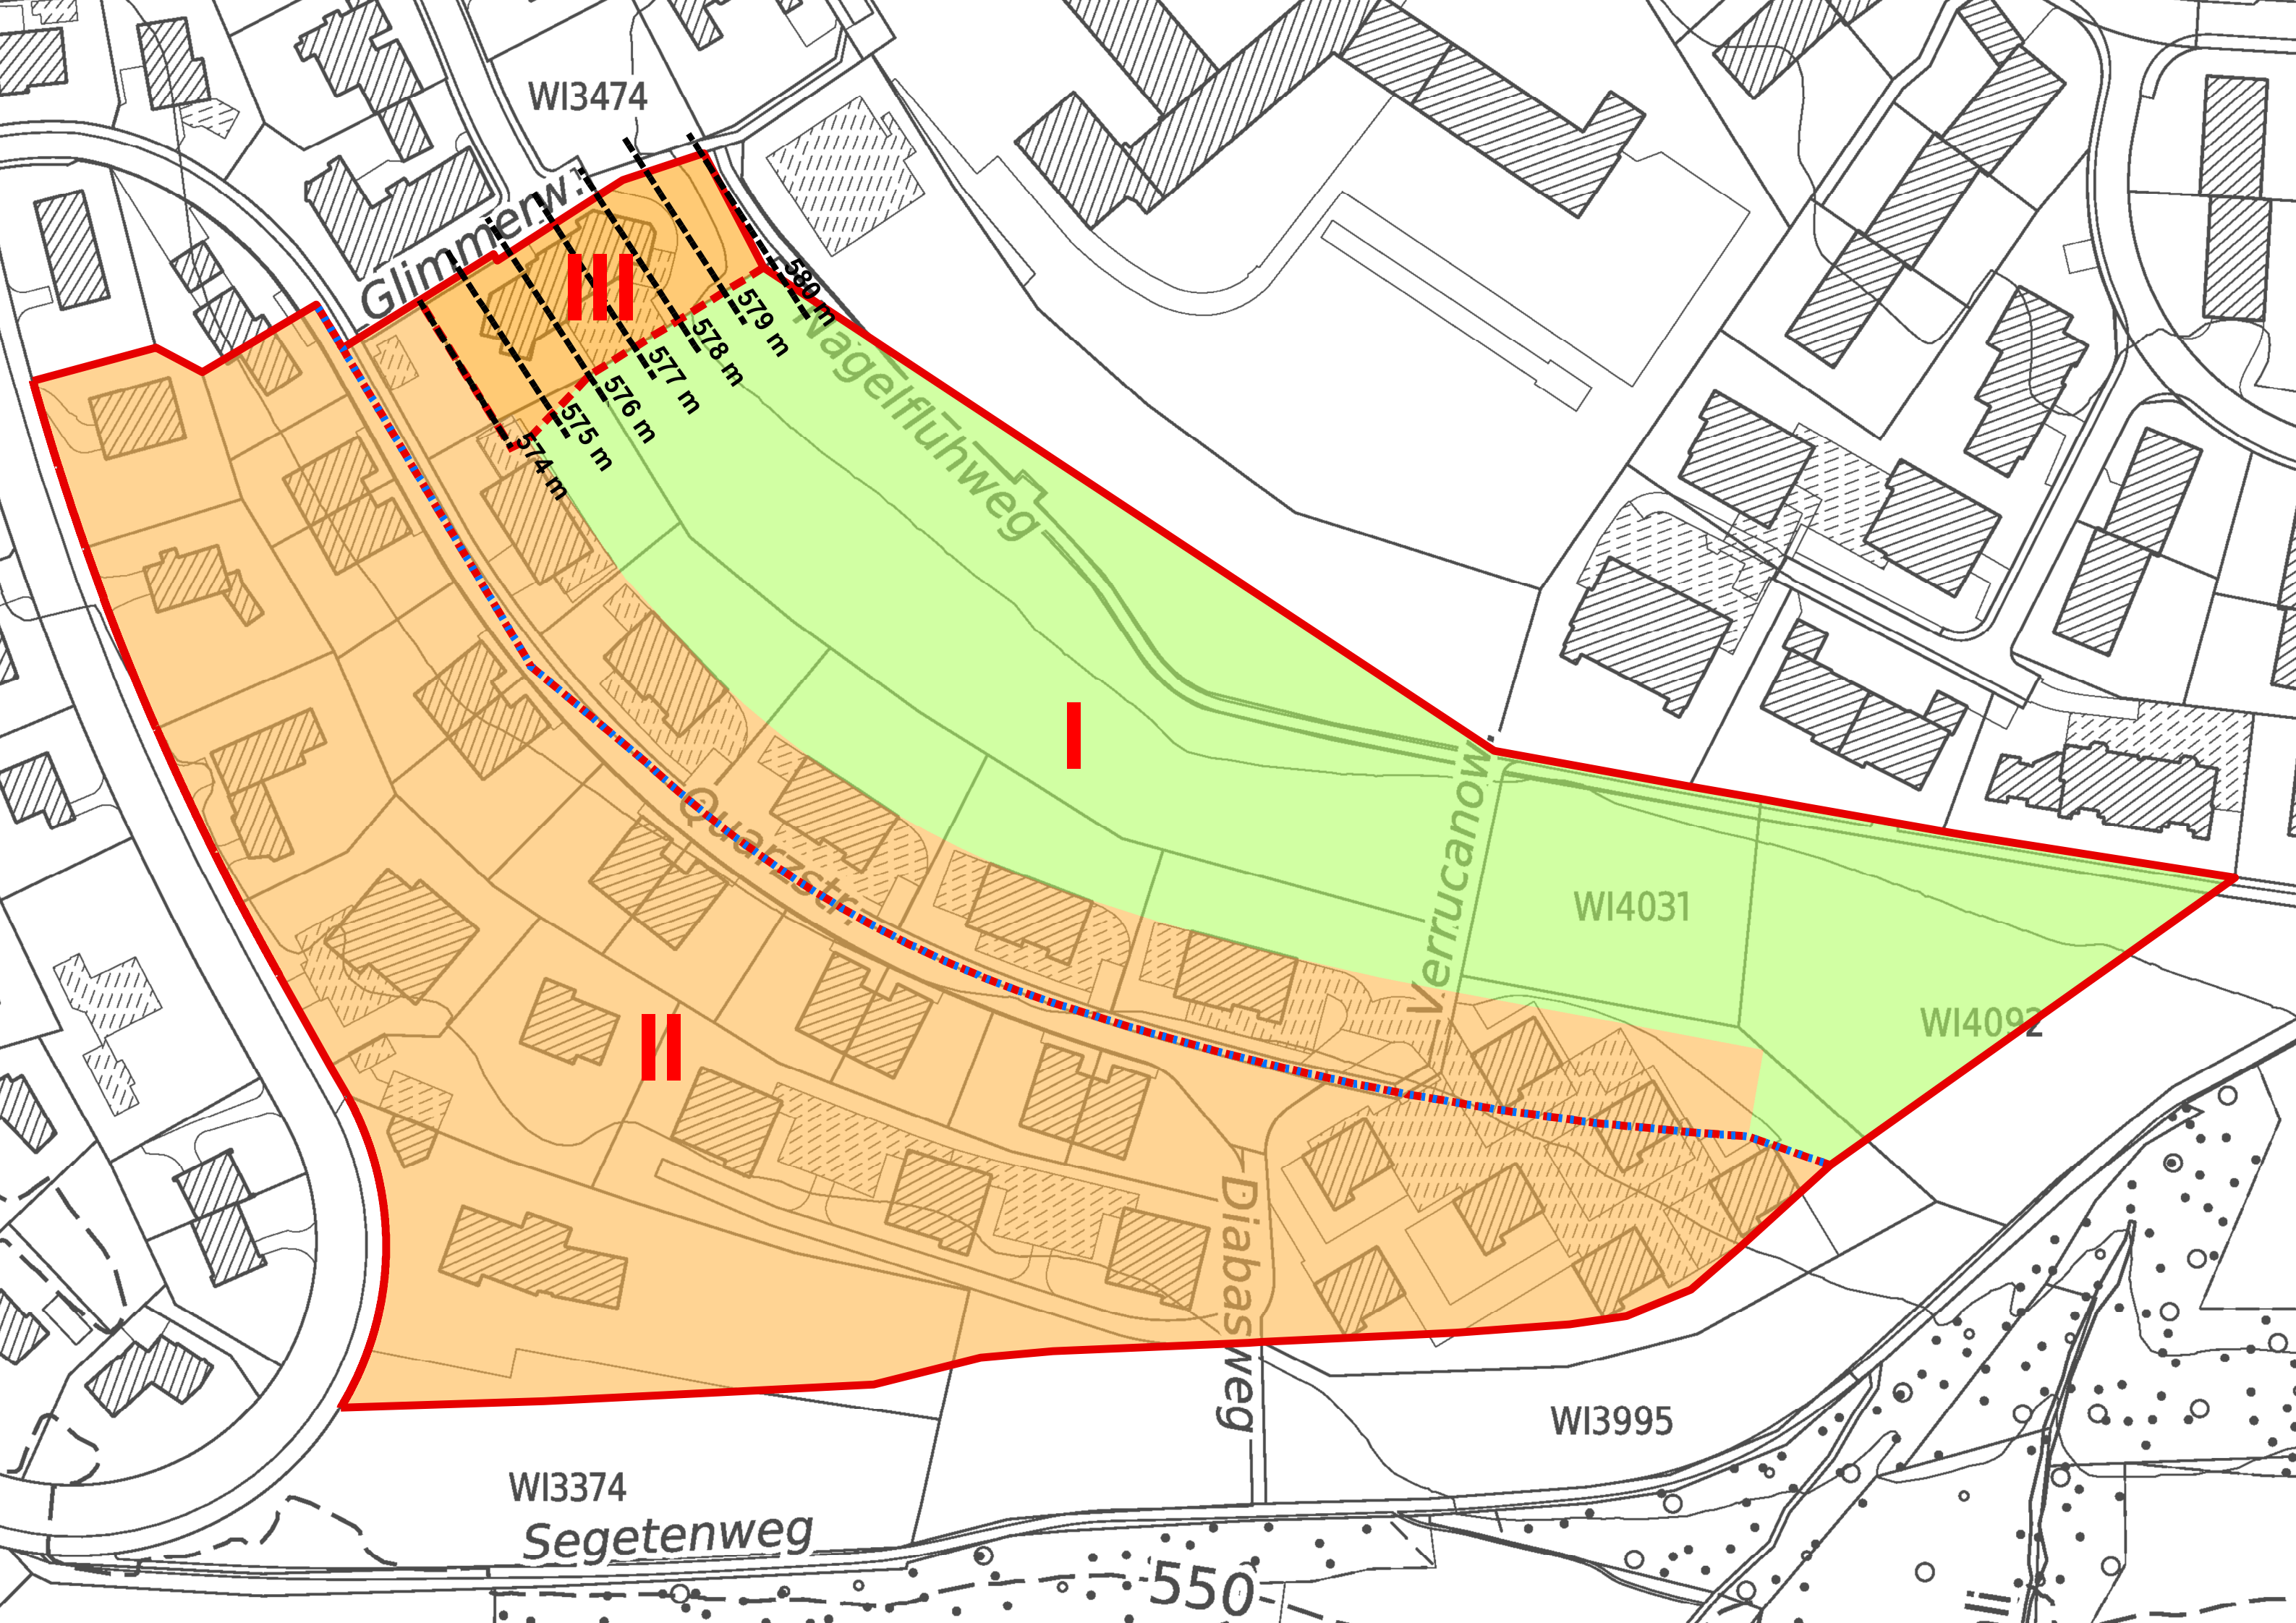 WI3474
Glimmerw.
III
580 m
579 m
578 m
577 m
576 m
575 m
574 m
Nagelfluhweg
I
Quarzstr.
Verrucanow.
WI4031
WI4092
II
Diabasweg
WI3995
WI3374
Segetenweg
550